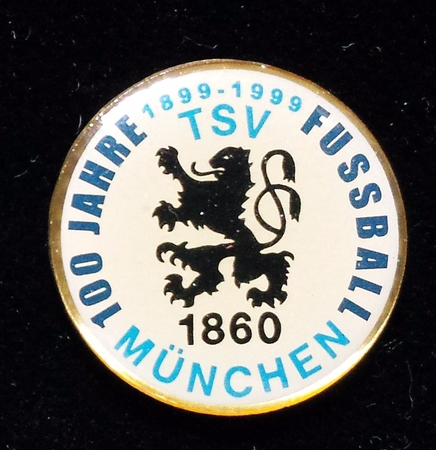 100 JAHRE FUSSBALL
1899-1999
TSV
1860
MÜNCHEN